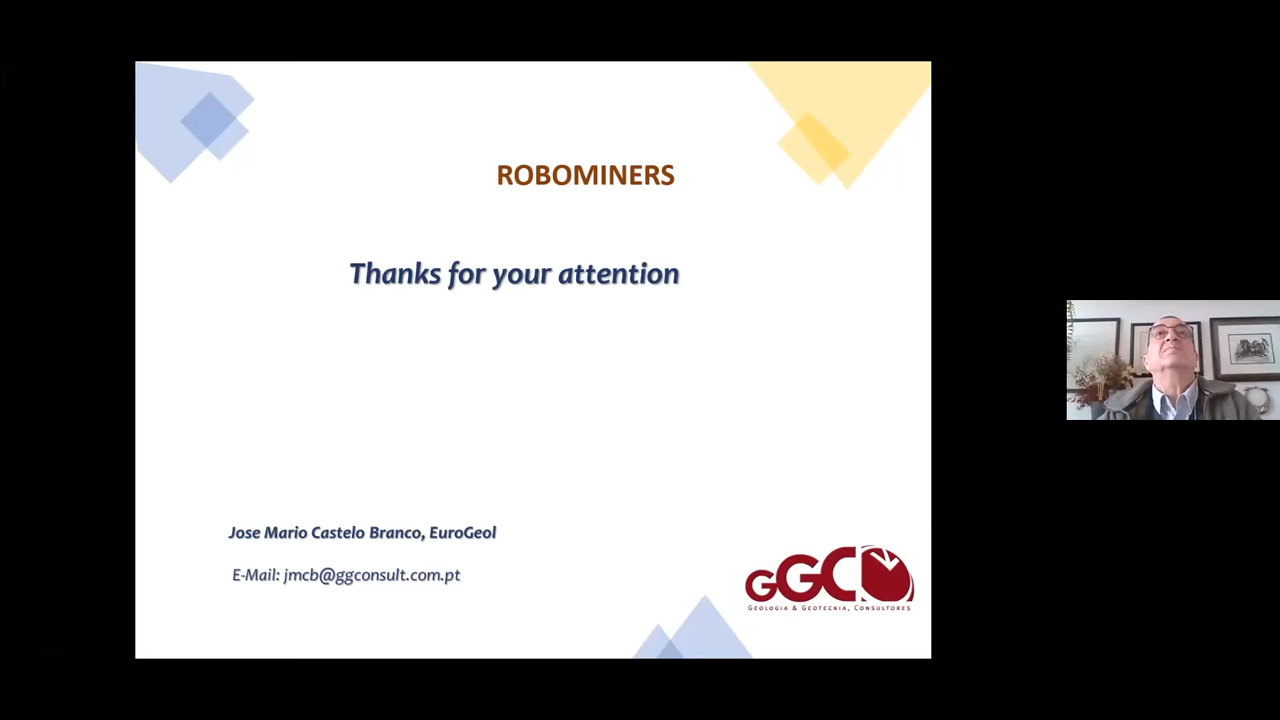 ROBOMINERS
Thanks for your attention
Jose Mario Castelo Branco, EuroGeol
E-Mail: jmcb@ggconsult.com.pt
GGC
GEOLOGIA & GEOTECNIA, CONSULTORES